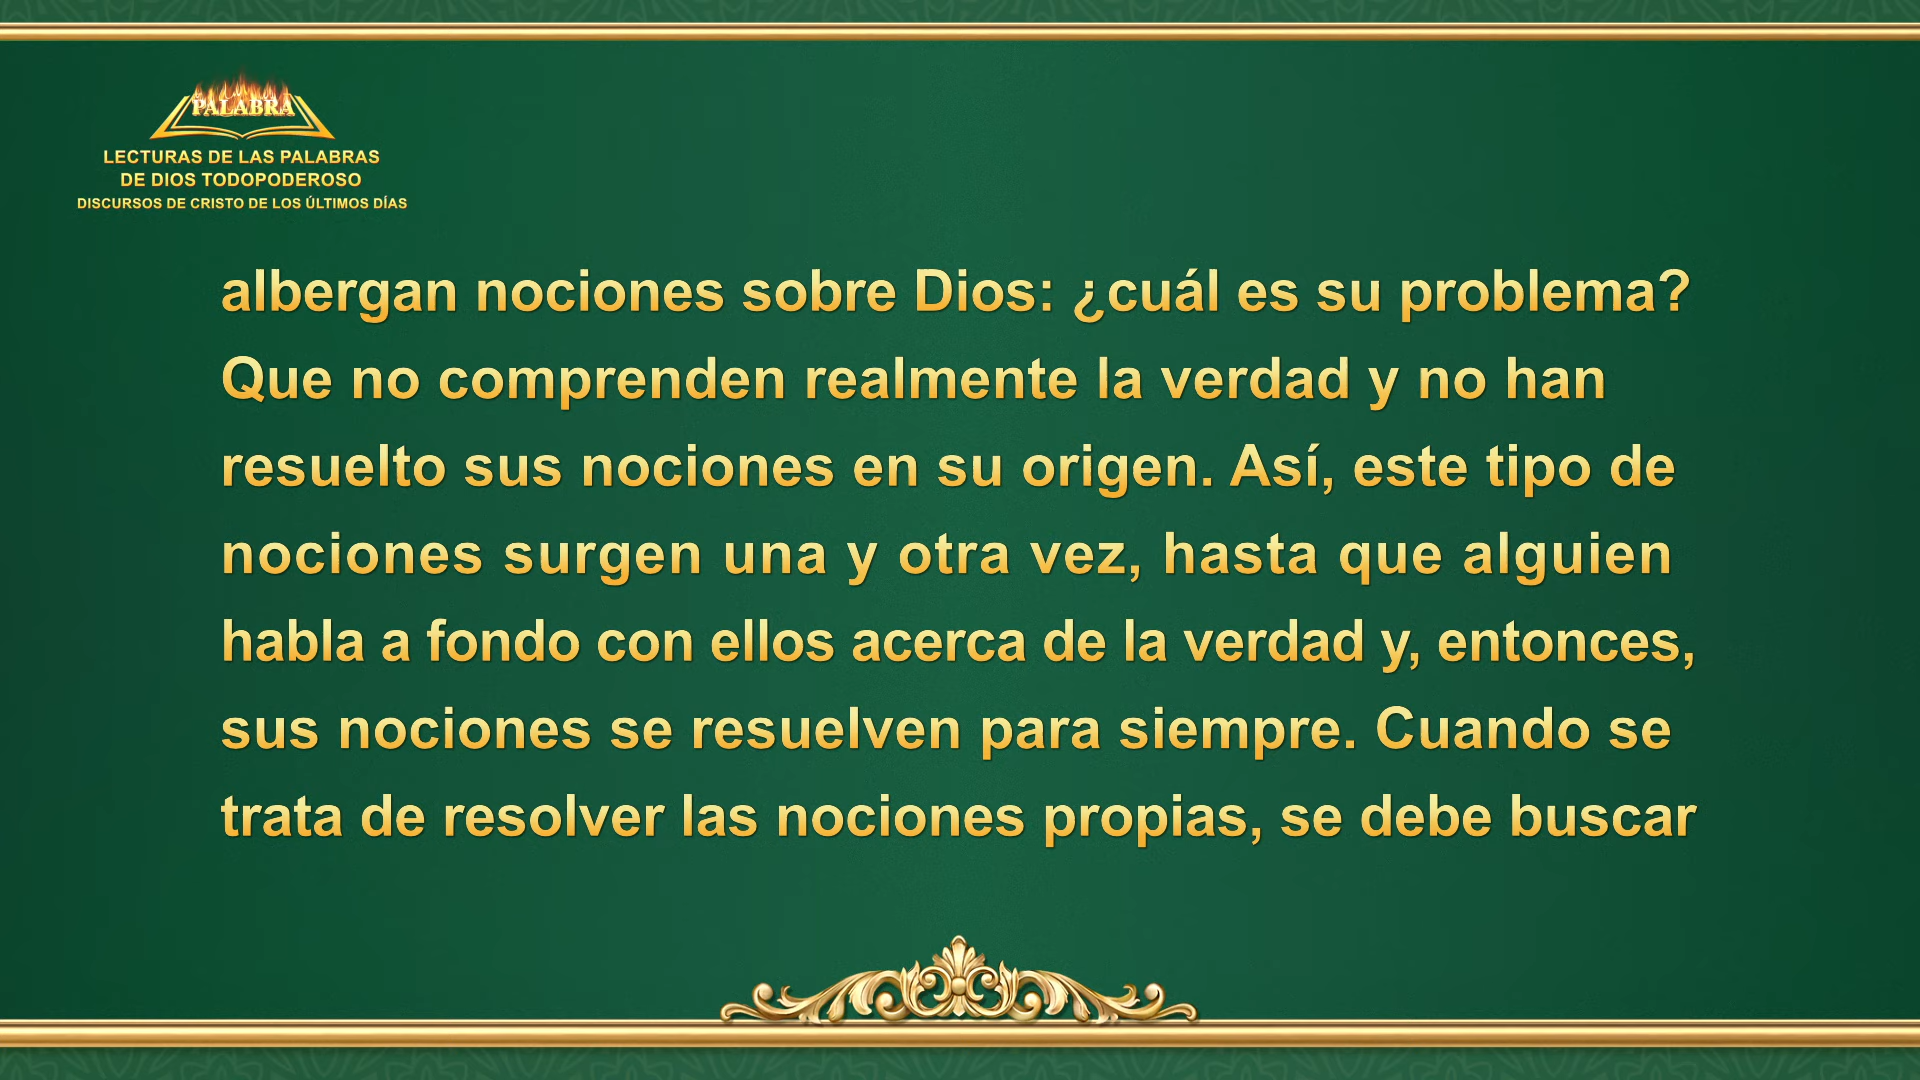 PALABRA
LECTURAS DE LAS PALABRAS
DE DIOS TODOPODEROSO
DISCURSOS DE CRISTO DE LOS ÚLTIMOS DÍAS
albergan nociones sobre Dios: ¿cuál es su problema?
Que no comprenden realmente la verdad y no han
resuelto sus nociones en su origen. Así, este tipo de
nociones surgen una y otra vez, hasta que alguien
habla a fondo con ellos acerca de la verdad y, entonces,
sus nociones se resuelven para siempre. Cuando se
trata de resolver las nociones propias, se debe buscar